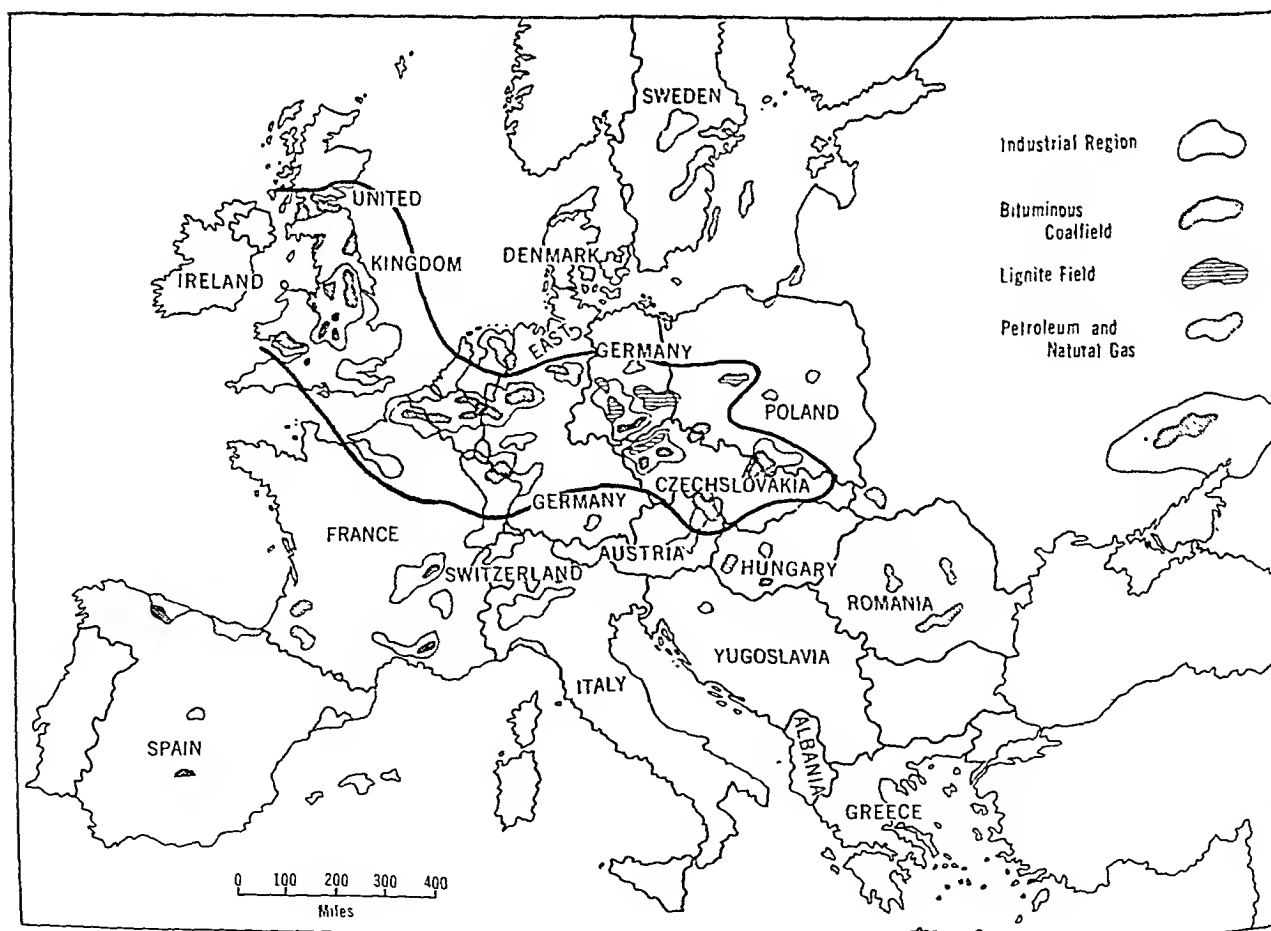 SWEDEN
Industrial Region
UNITED
Bituminous
Coalfield
KINGDOM
DENMARK
IRELAND
Lignite Field
EAST
GERMANY
Petroleum and
Natural Gas
POLAND
CZECHSLOVAKIA
GERMANY
FRANCE
AUSTRIA
SWITZERLAND
HUNGARY
ROMANIA
YUGOSLAVIA
ITALY
SPAIN
ALBANIA
GREECE
0 100 200 300 400
Miles